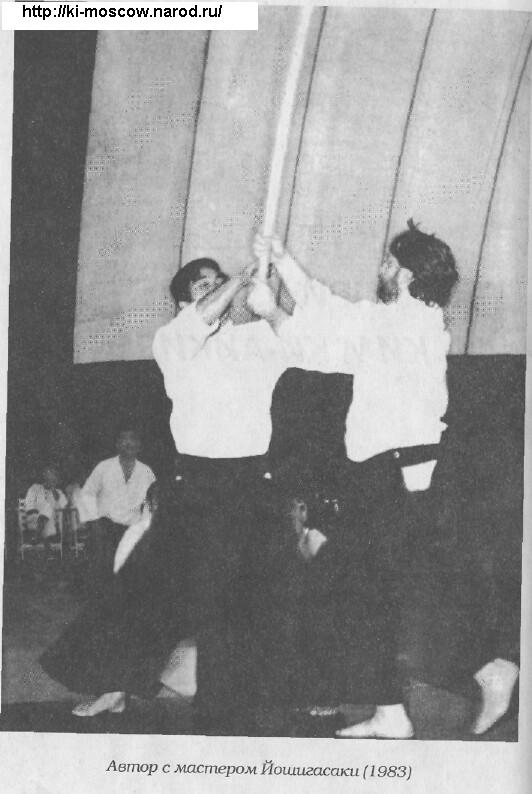 http://ki-moscow.narod.ru/
Автор с мастером Йошигасаки (1983)